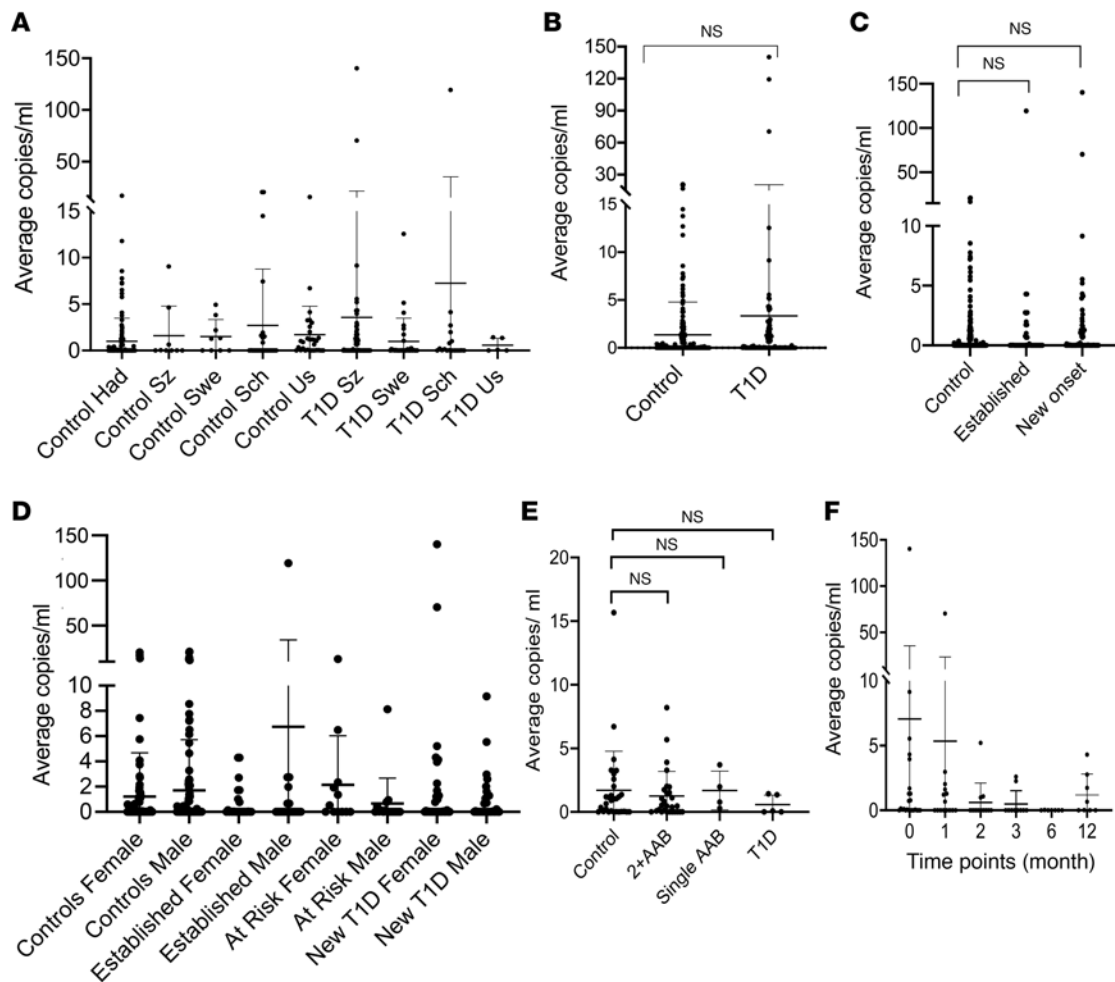 A
Average copies/ml
150
100
50
15
10
5
0
Control Had
Control Sz
Control Swe
Control Sch
Control Us
T1D Sz
T1D Swe
T1D Sch
T1D Us
B
NS
Average copies/ml
150
120
90
60
30
15
10
5
0
Control
T1D
C
NS
NS
Average copies/ml
150
100
50
10
5
0
Control
Established
New onset
D
Average copies/ml
150
100
50
10
8
6
4
2
0
Controls Female
Controls Male
Established Female
Established Male
At Risk Female
At Risk Male
New T1D Female
New T1D Male
E
NS
NS
NS
Average copies/ ml
20
15
10
5
0
Control
2+AAB
Single AAB
T1D
F
Average copies/ml
150
100
50
10
5
0
0 1 2 3 6 12
Time points (month)